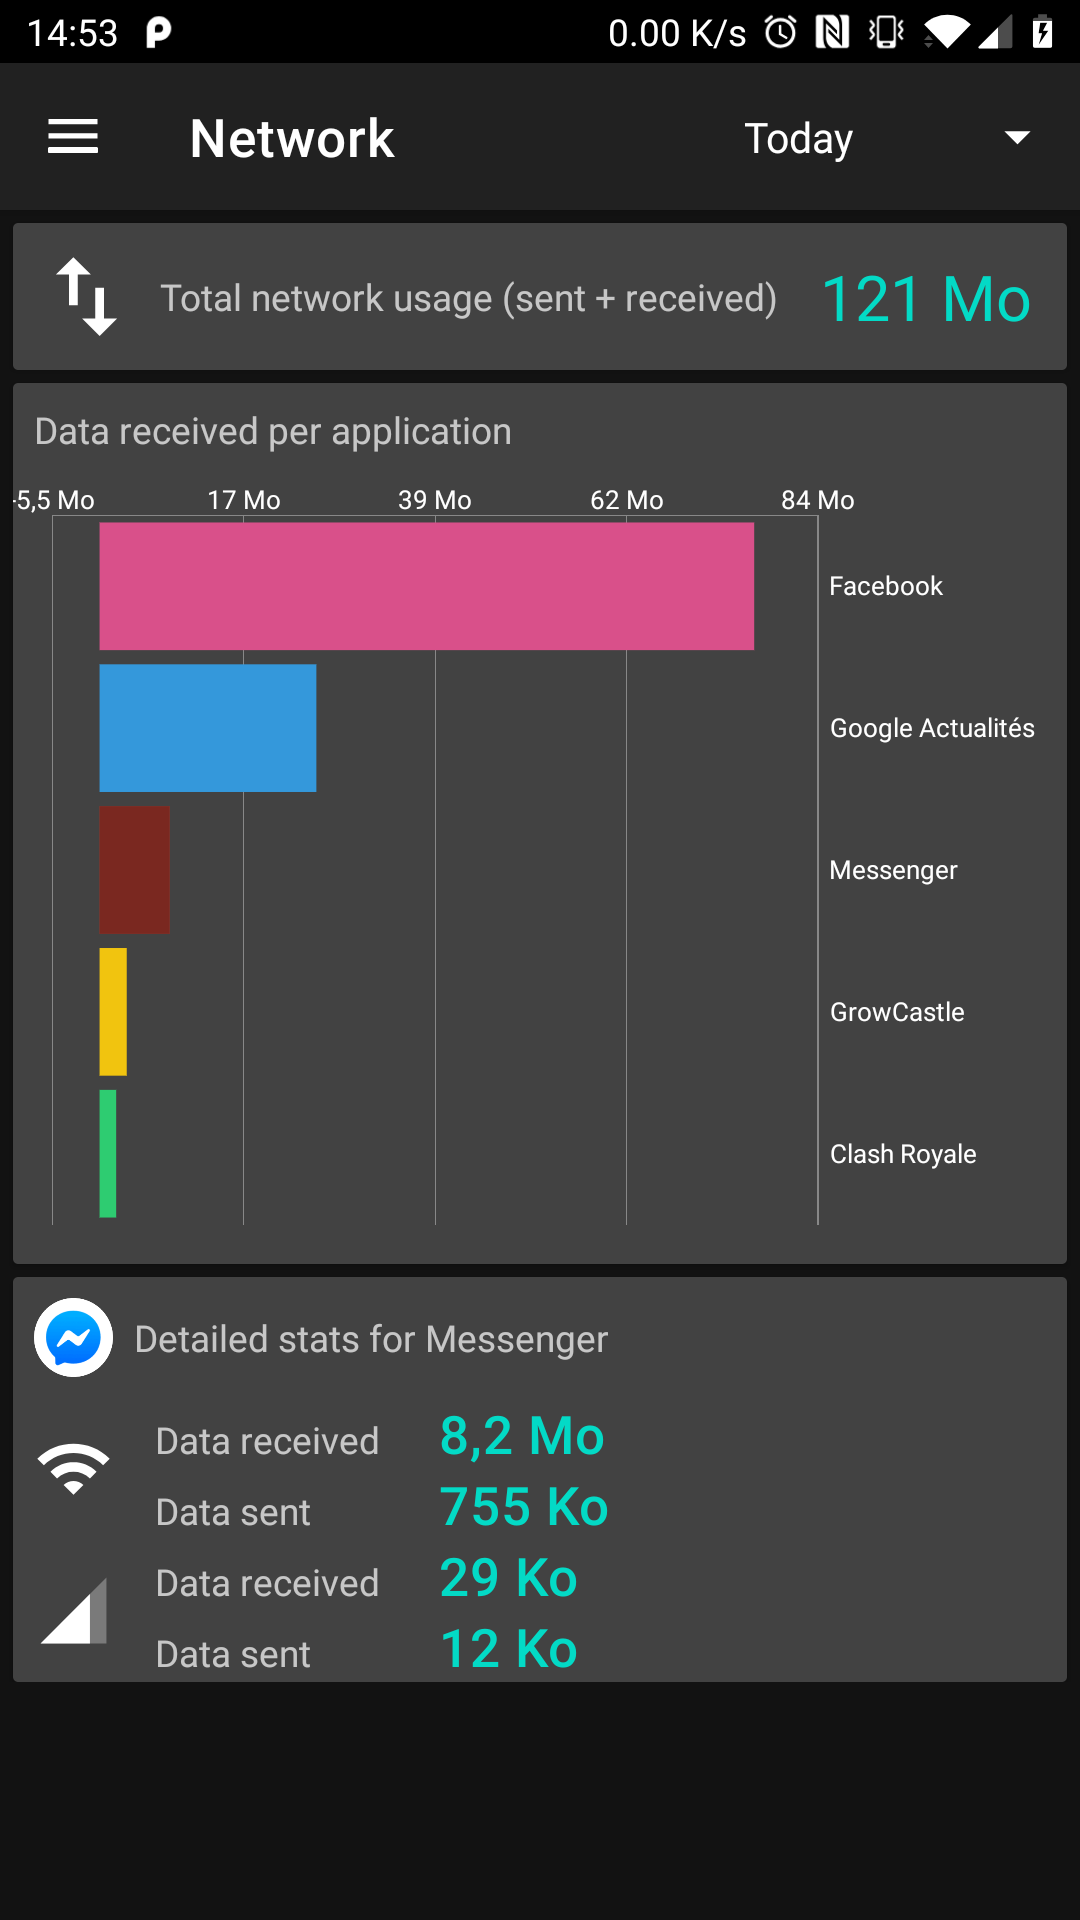 14:53 0.00 K/s
Network Today
Total network usage (sent + received) 121 Mo
Data received per application
-5,5 Mo 17 Mo 39 Mo 62 Mo 84 Mo
Facebook
Google Actualités
Messenger
GrowCastle
Clash Royale
Detailed stats for Messenger
Data received 8,2 Mo
Data sent 755 Ko
Data received 29 Ko
Data sent 12 Ko